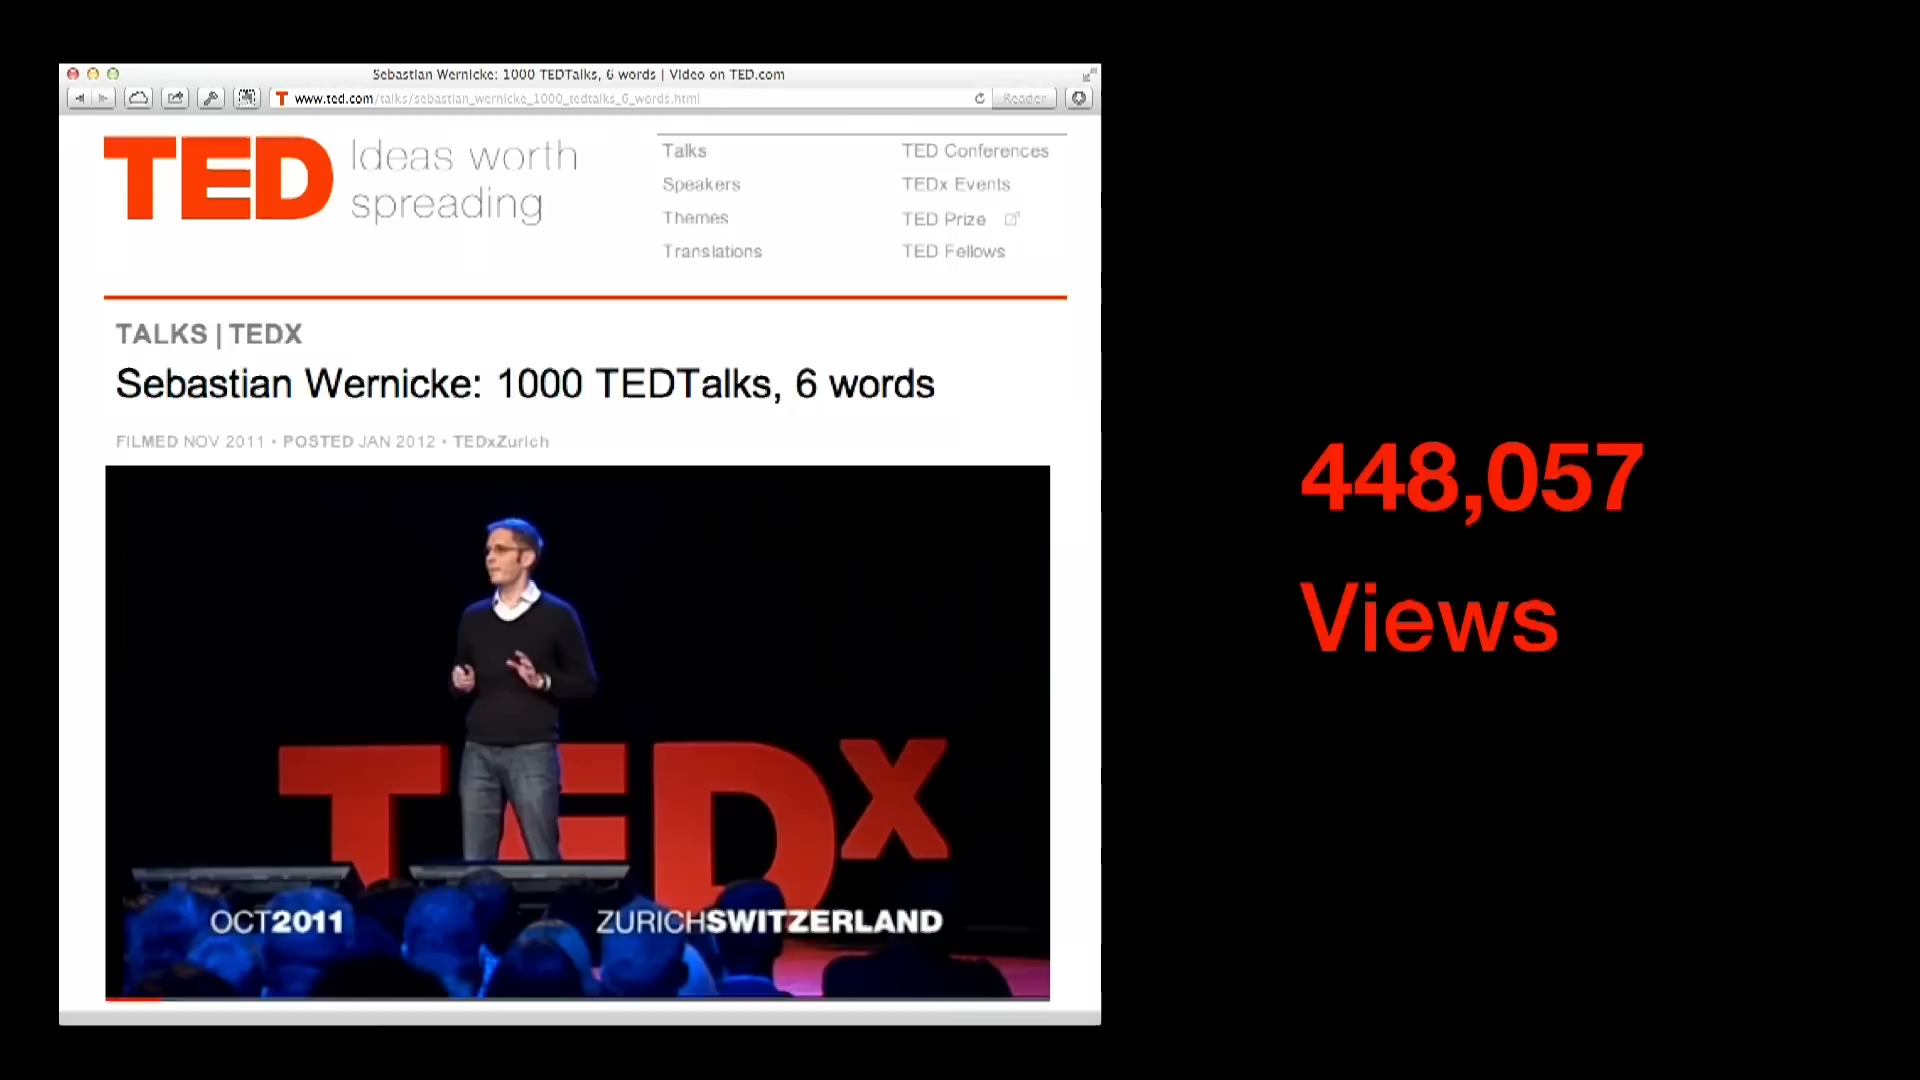 Sebastian Wernicke: 1000 TEDTalks, 6 words | Video on TED.com
www.ted.com/talks/sebastian_wernicke_1000_tedtalks_6_words.html
Reader
TED Ideas worth
spreading
Talks
Speakers
Themes
Translations
TED Conferences
TEDx Events
TED Prize
TED Fellows
TALKS | TEDX
Sebastian Wernicke: 1000 TEDTalks, 6 words
FILMED NOV 2011 • POSTED JAN 2012 • TEDxZurich
TEDx
OCT2011
ZURICHSWITZERLAND
448,057
Views